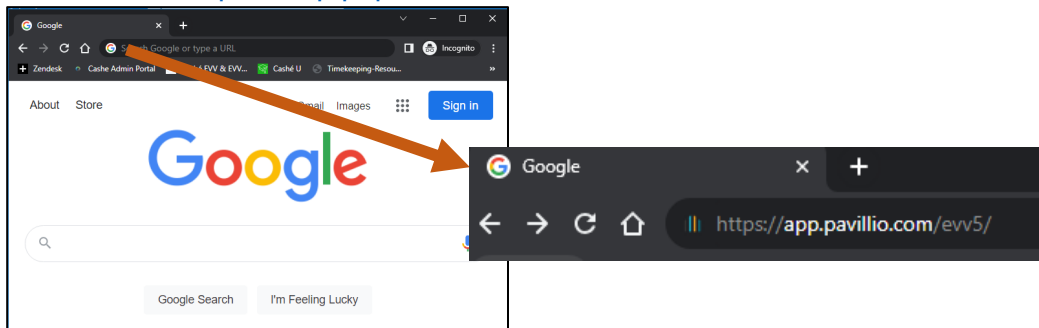 Google
Search Google or type a URL
Incognito
Zendesk
Cashe Admin Portal
EVV & EVV...
Cashé U
Timekeeping-Resou...
»
About
Store
Gmail
Images
Sign in
Google
Google Search
I'm Feeling Lucky
Google
https://app.pavillio.com/evv5/